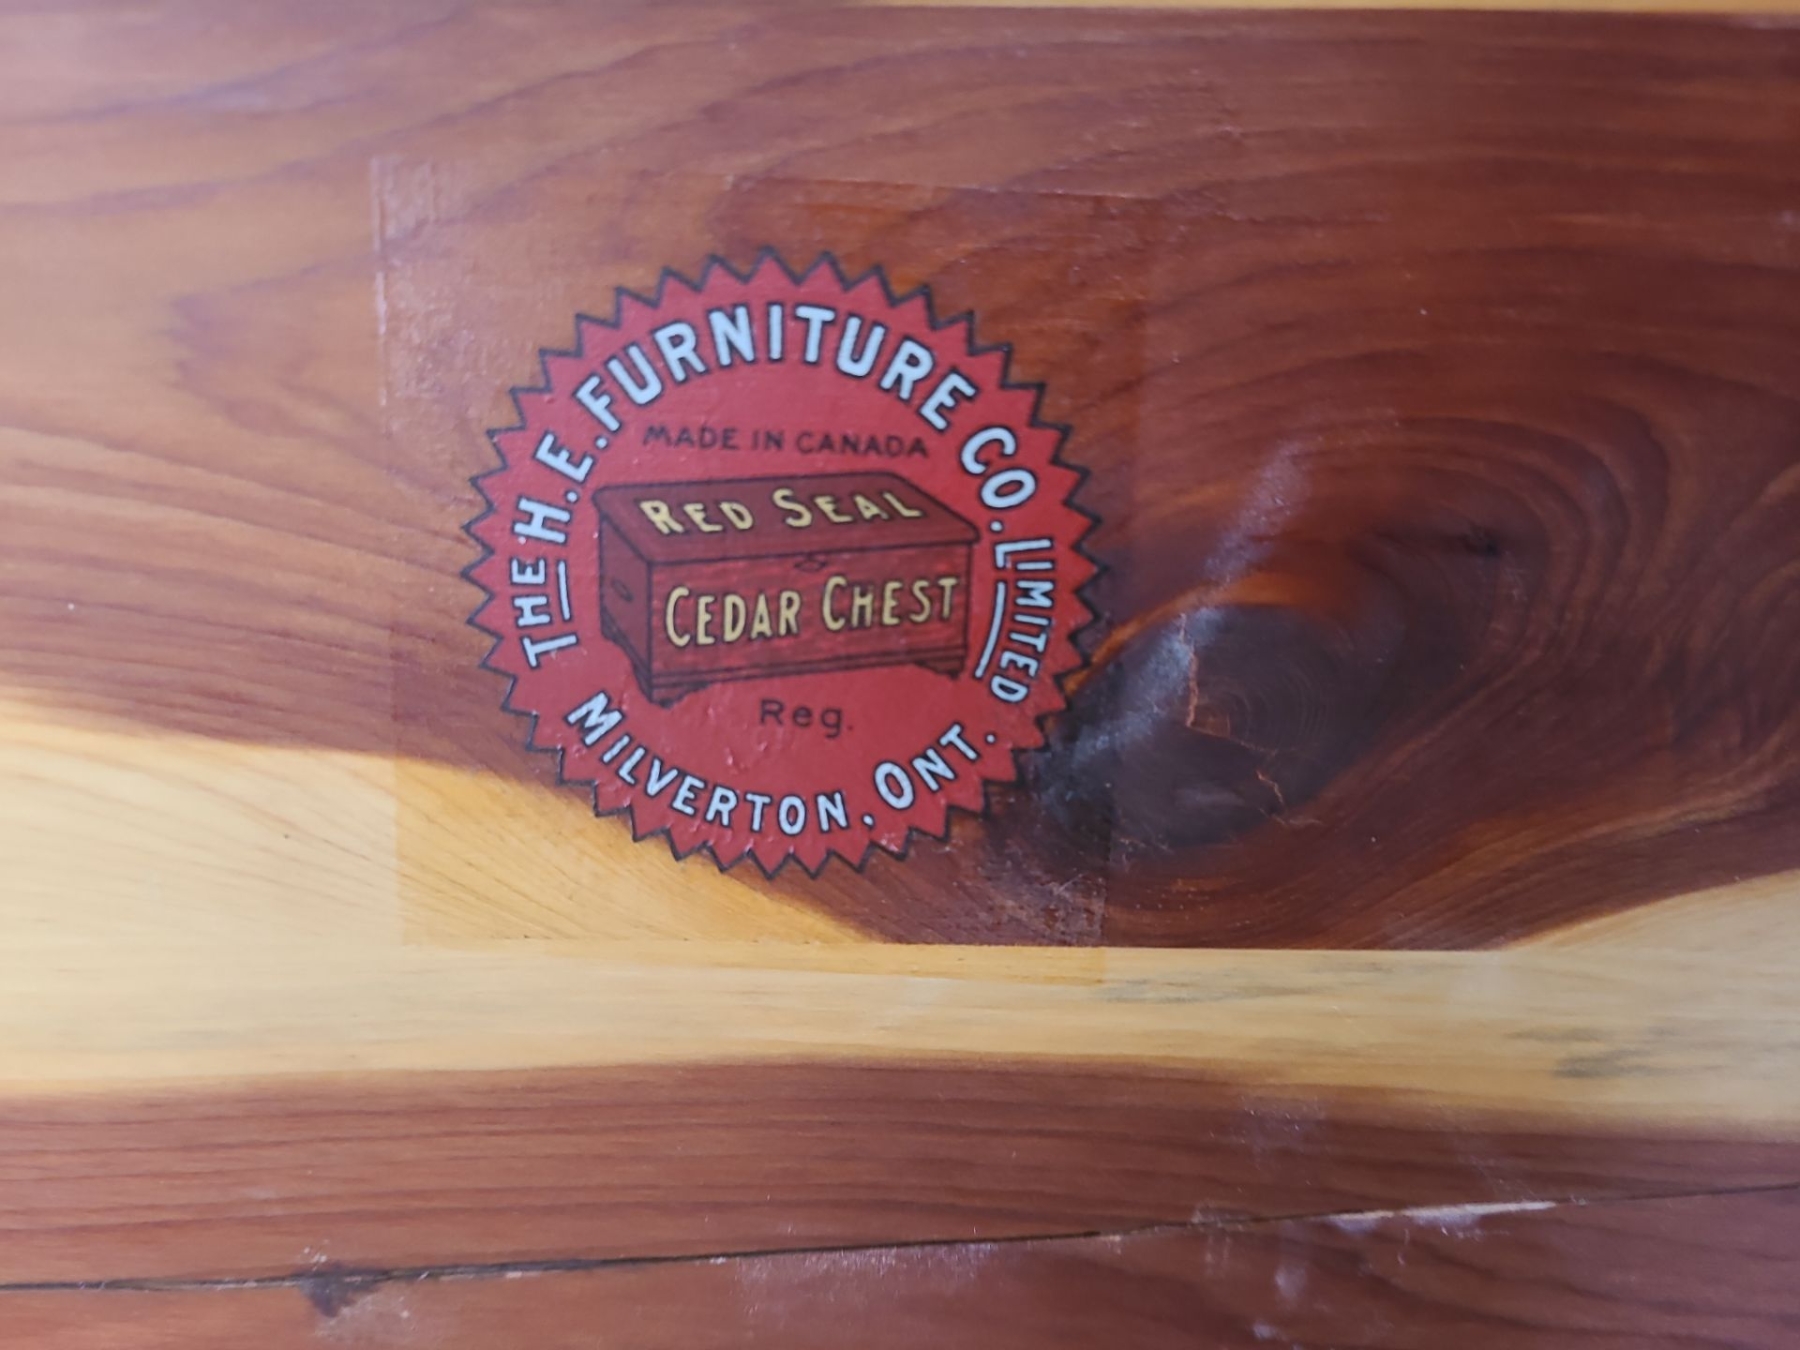 THE H.E. FURNITURE CO. LIMITED
MADE IN CANADA
RED SEAL
CEDAR CHEST
Reg.
MILVERTON, ONT.